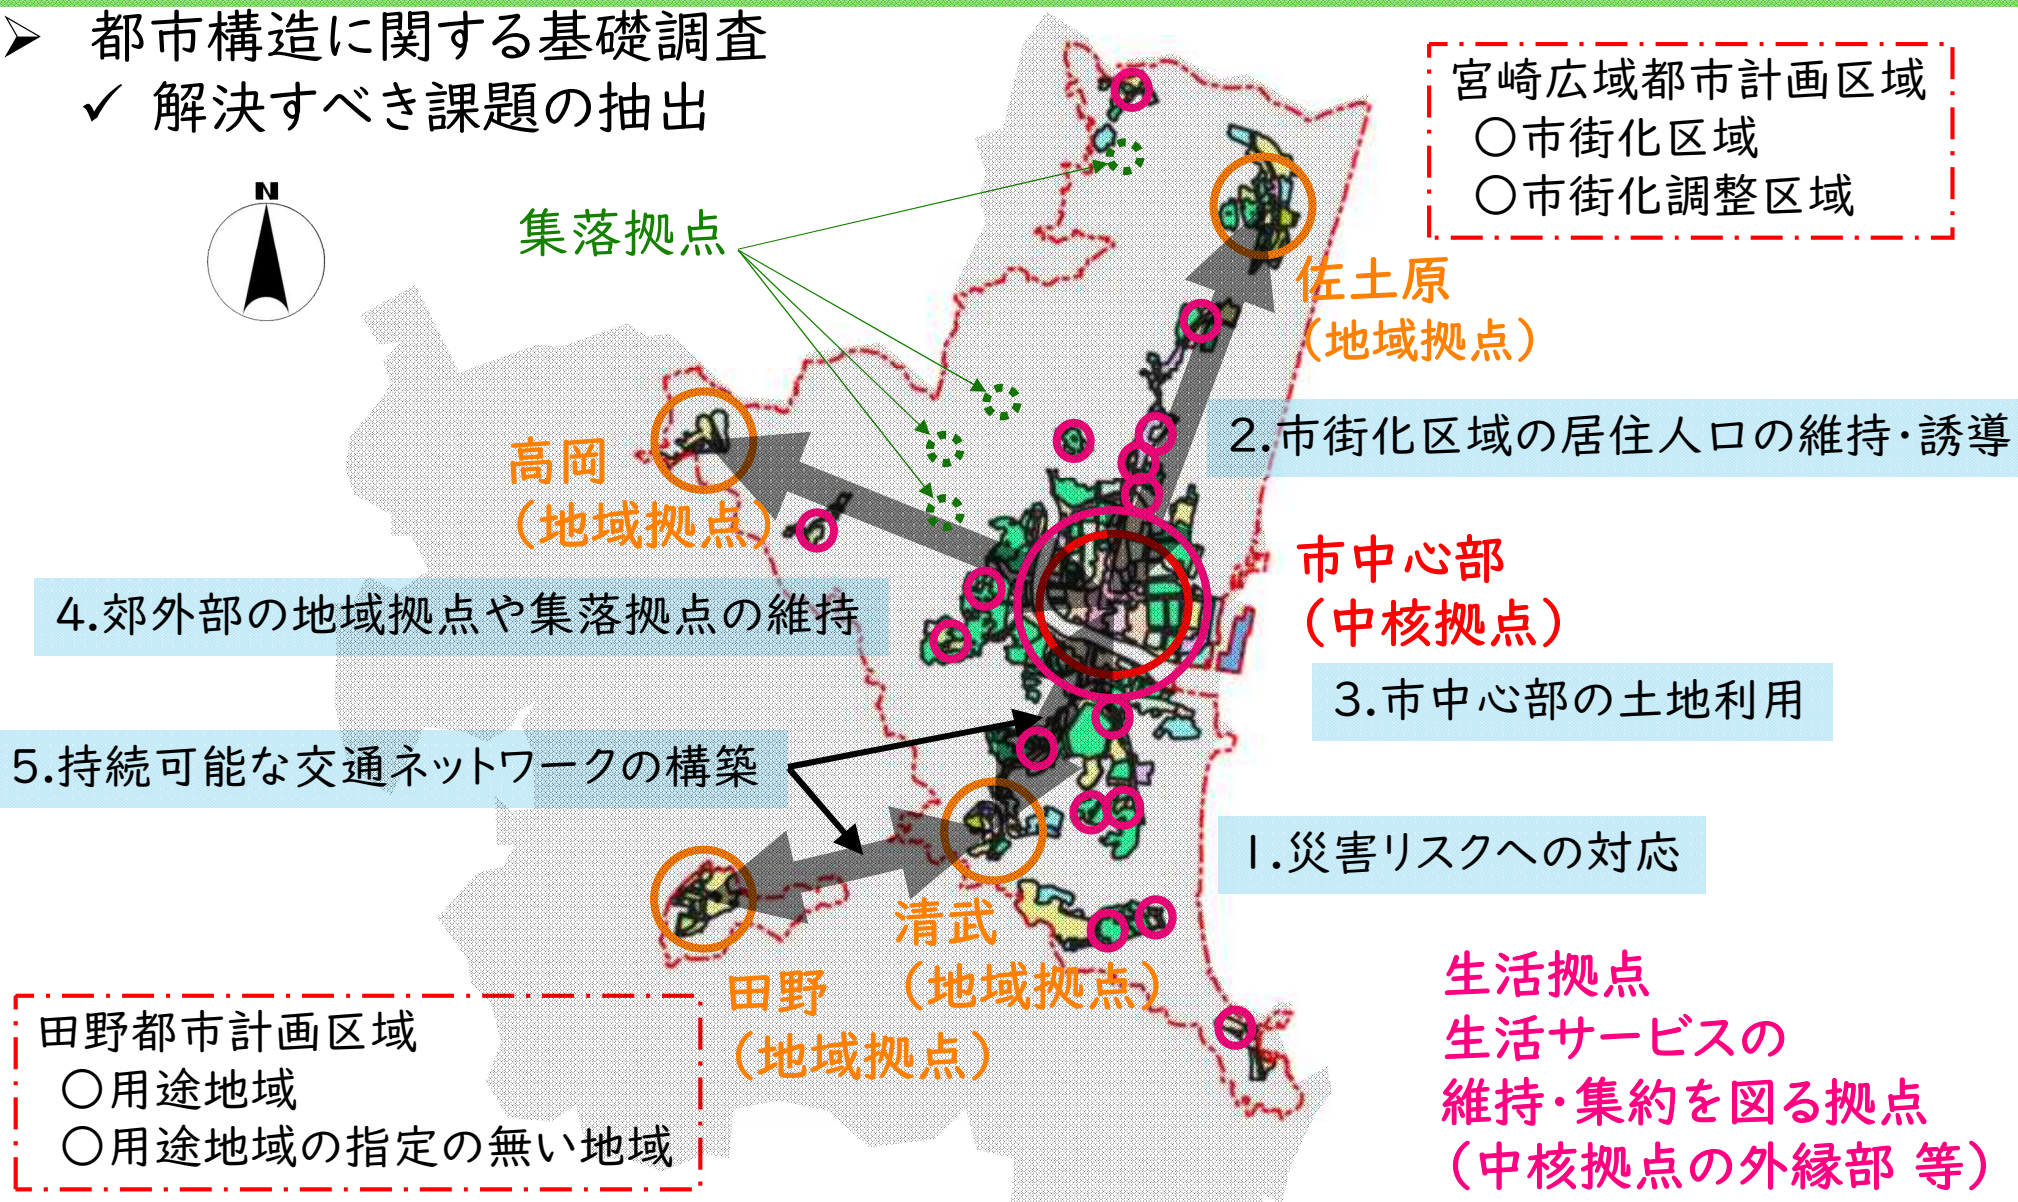 ➢ 都市構造に関する基礎調査
✓ 解決すべき課題の抽出
宮崎広域都市計画区域
〇市街化区域
〇市街化調整区域
N
集落拠点
佐土原
（地域拠点）
2.市街化区域の居住人口の維持・誘導
高岡
（地域拠点）
市中心部
（中核拠点）
4.郊外部の地域拠点や集落拠点の維持
3.市中心部の土地利用
5.持続可能な交通ネットワークの構築
1.災害リスクへの対応
清武
（地域拠点）
田野
（地域拠点）
生活拠点
生活サービスの
維持・集約を図る拠点
（中核拠点の外縁部 等）
田野都市計画区域
〇用途地域
〇用途地域の指定の無い地域